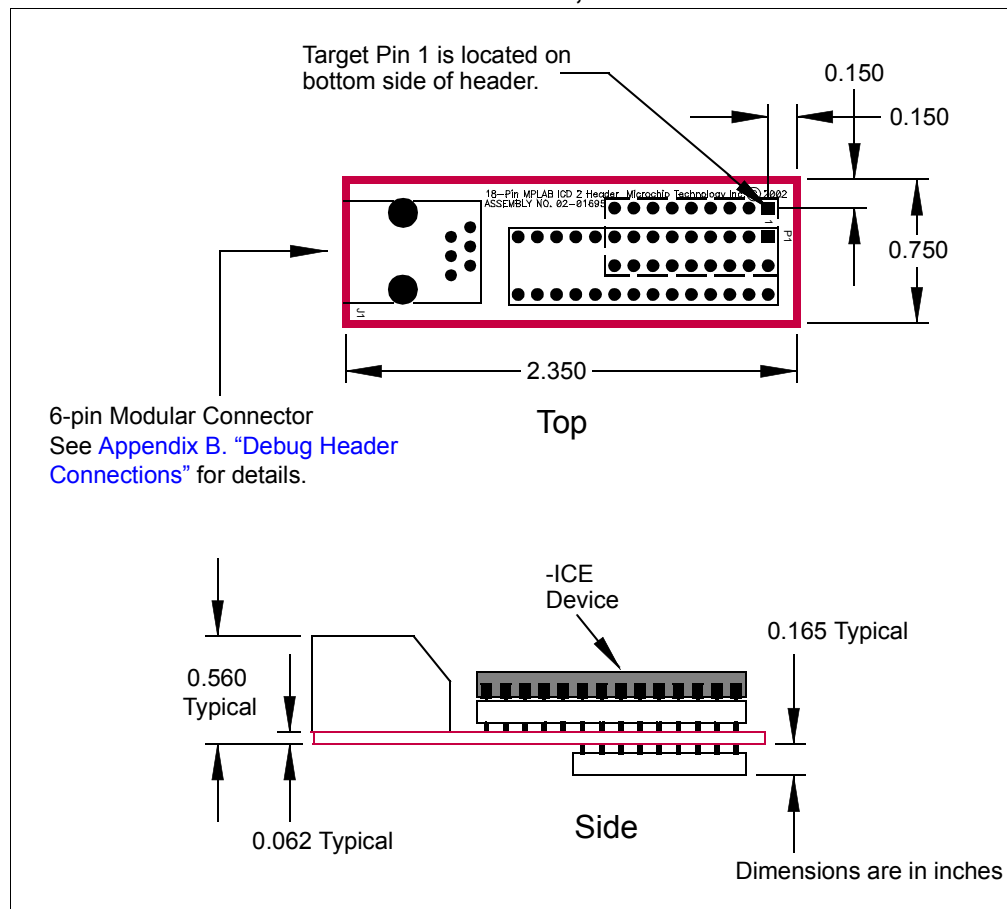 Target Pin 1 is located on
bottom side of header.
0.150
0.150
18-Pin MPLAB ICD 2 Header Microchip Technology Inc. © 2002
ASSEMBLY NO. 02-01695
1
P1
0.750
J1
2.350
6-pin Modular Connector
See Appendix B. “Debug Header
Connections” for details.
Top
-ICE
Device
0.165 Typical
0.560
Typical
0.062 Typical
Side
Dimensions are in inches